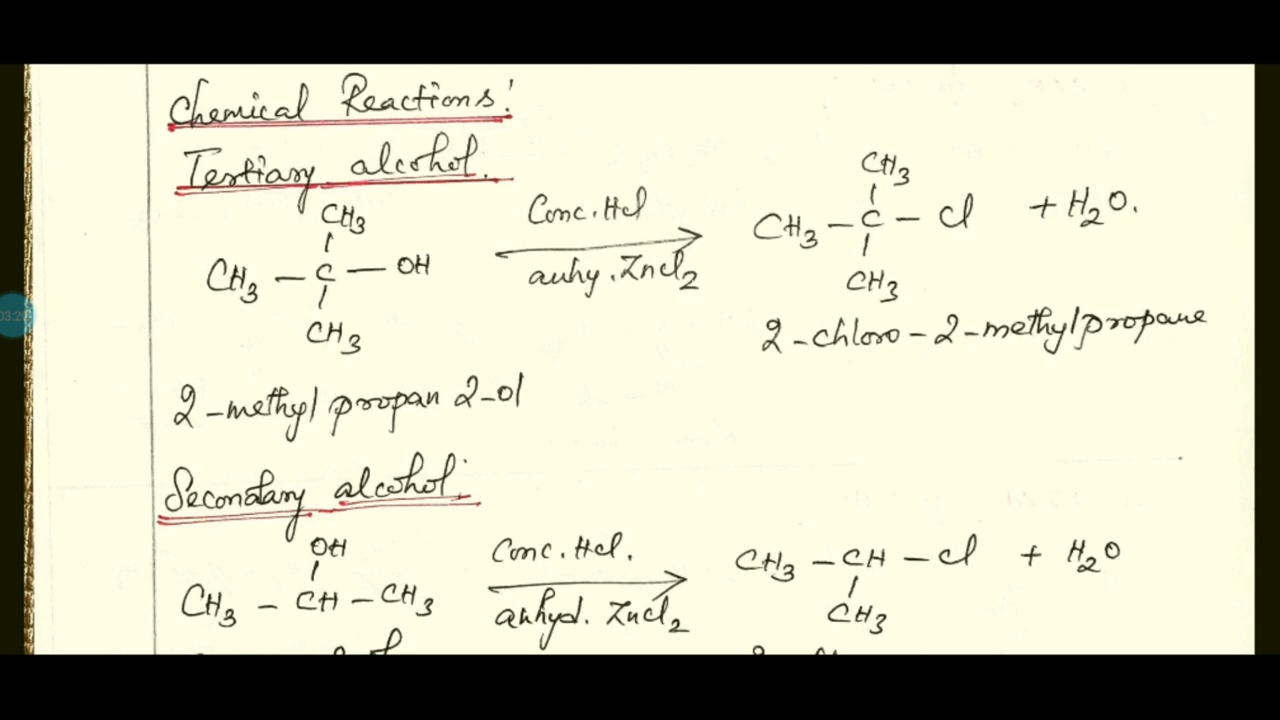 Chemical Reactions:
Tertiary alcohol.
CH3
CH3 - C - OH
CH3
Conc. HCl
anhy. ZnCl2
CH3
CH3 - C - Cl + H2O.
CH3
2-chloro-2-methylpropane
2-methyl propan 2-ol
Secondary alcohol:
OH
CH3 - CH - CH3
Conc. HCl.
anhyd. ZnCl2
CH3 - CH - Cl + H2O
CH3
03:20